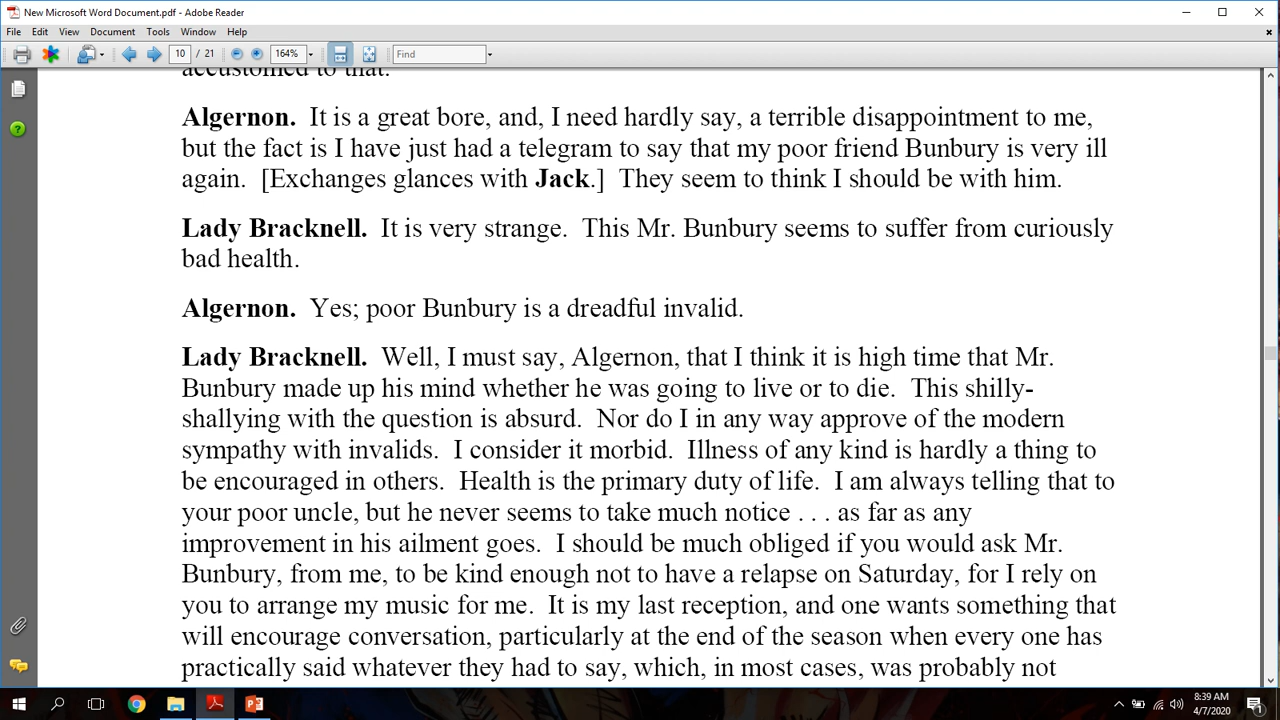 New Microsoft Word Document.pdf - Adobe Reader
File Edit View Document Tools Window Help
10 / 21 164% Find
accustomed to that.
Algernon. It is a great bore, and, I need hardly say, a terrible disappointment to me,
but the fact is I have just had a telegram to say that my poor friend Bunbury is very ill
again. [Exchanges glances with Jack.] They seem to think I should be with him.
Lady Bracknell. It is very strange. This Mr. Bunbury seems to suffer from curiously
bad health.
Algernon. Yes; poor Bunbury is a dreadful invalid.
Lady Bracknell. Well, I must say, Algernon, that I think it is high time that Mr.
Bunbury made up his mind whether he was going to live or to die. This shilly-
shallying with the question is absurd. Nor do I in any way approve of the modern
sympathy with invalids. I consider it morbid. Illness of any kind is hardly a thing to
be encouraged in others. Health is the primary duty of life. I am always telling that to
your poor uncle, but he never seems to take much notice . . . as far as any
improvement in his ailment goes. I should be much obliged if you would ask Mr.
Bunbury, from me, to be kind enough not to have a relapse on Saturday, for I rely on
you to arrange my music for me. It is my last reception, and one wants something that
will encourage conversation, particularly at the end of the season when every one has
practically said whatever they had to say, which, in most cases, was probably not
8:39 AM
4/7/2020